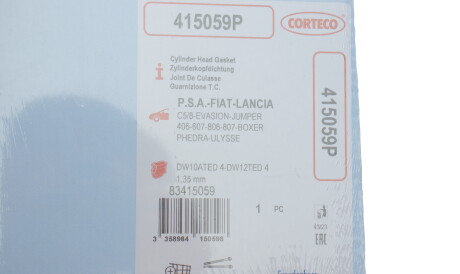 415059P
CORTECO
Cylinder Head Gasket
Zylinderkopfdichtung
Joint De Culasse
Guarnizione T.C.
P.S.A.-FIAT-LANCIA
C5/8-EVASION-JUMPER
406-607-806-807-BOXER
PHEDRA-ULYSSE
415059P
DW10ATED 4-DW12TED 4
1,35 mm
83415059
1 PC
EAC